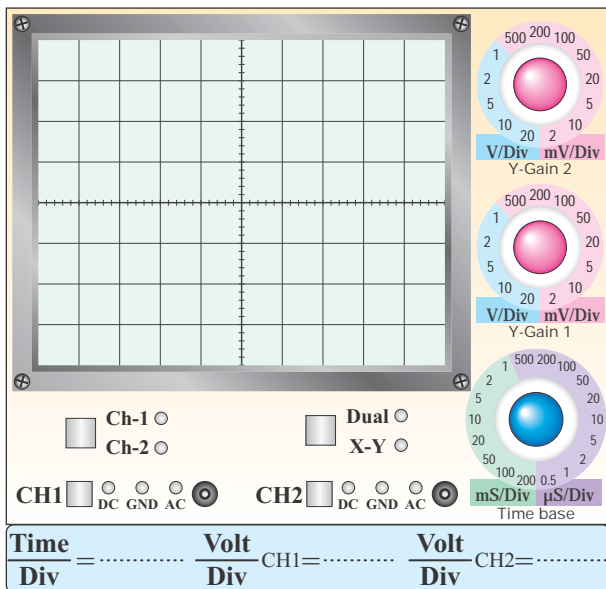 500 200 100
1 50
2 20
5 10
10 5
20 2
V/Div mV/Div
Y-Gain 2
500 200 100
1 50
2 20
5 10
10 5
20 2
V/Div mV/Div
Y-Gain 1
500 200 100
1 50
2 20
5 10
10 5
20 2
50 1
100 0.5
200
mS/Div µS/Div
Time base
Ch-1
Ch-2
Dual
X-Y
CH1 DC GND AC
CH2 DC GND AC
Time/Div = .............. Volt/Div CH1= ........... Volt/Div CH2= ..........